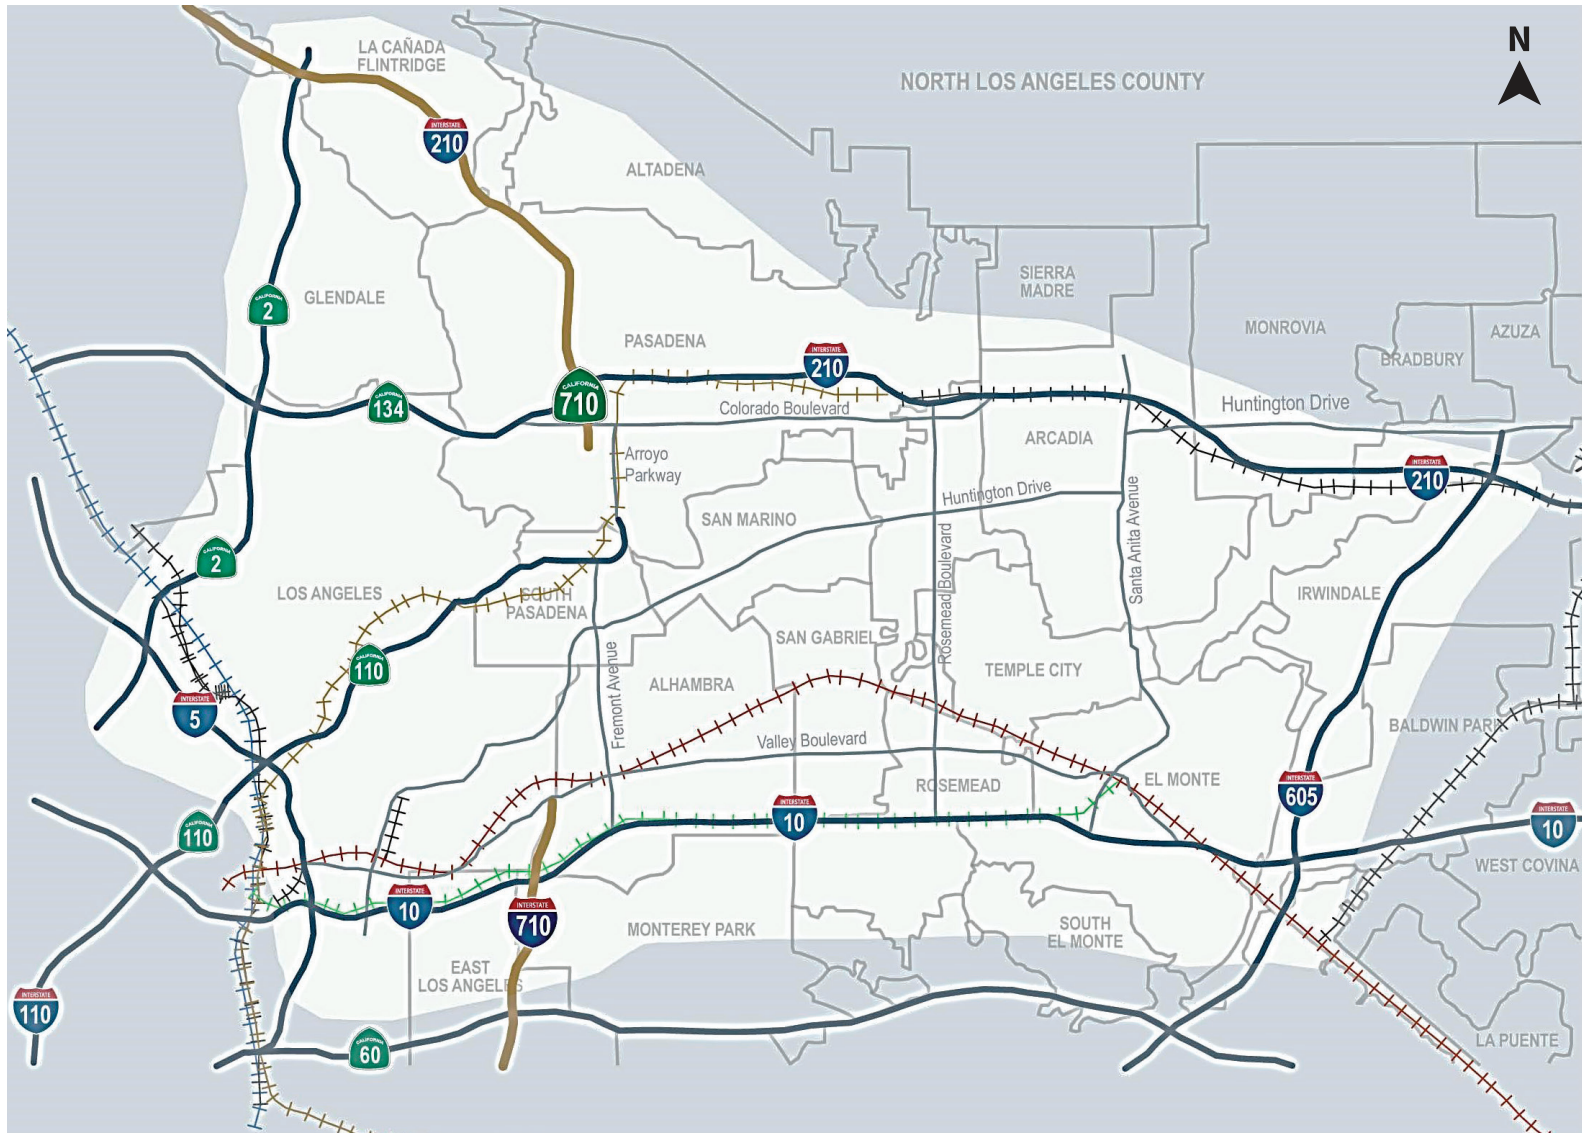 N
LA CAÑADA
FLINTRIDGE
NORTH LOS ANGELES COUNTY
INTERSTATE
210
ALTADENA
SIERRA
MADRE
CALIFORNIA
2
GLENDALE
MONROVIA
AZUZA
BRADBURY
PASADENA
INTERSTATE
210
CALIFORNIA
134
CALIFORNIA
710
Colorado Boulevard
Huntington Drive
ARCADIA
Arroyo
Parkway
INTERSTATE
210
Huntington Drive
SAN MARINO
Santa Anita Avenue
Rosemead Boulevard
CALIFORNIA
2
LOS ANGELES
SOUTH
PASADENA
IRWINDALE
SAN GABRIEL
CALIFORNIA
110
Fremont Avenue
ALHAMBRA
TEMPLE CITY
INTERSTATE
5
BALDWIN PARK
Valley Boulevard
ROSEMEAD
EL MONTE
INTERSTATE
605
INTERSTATE
10
INTERSTATE
10
CALIFORNIA
110
WEST COVINA
INTERSTATE
10
INTERSTATE
710
MONTEREY PARK
SOUTH
EL MONTE
EAST
LOS ANGELES
INTERSTATE
110
CALIFORNIA
60
LA PUENTE